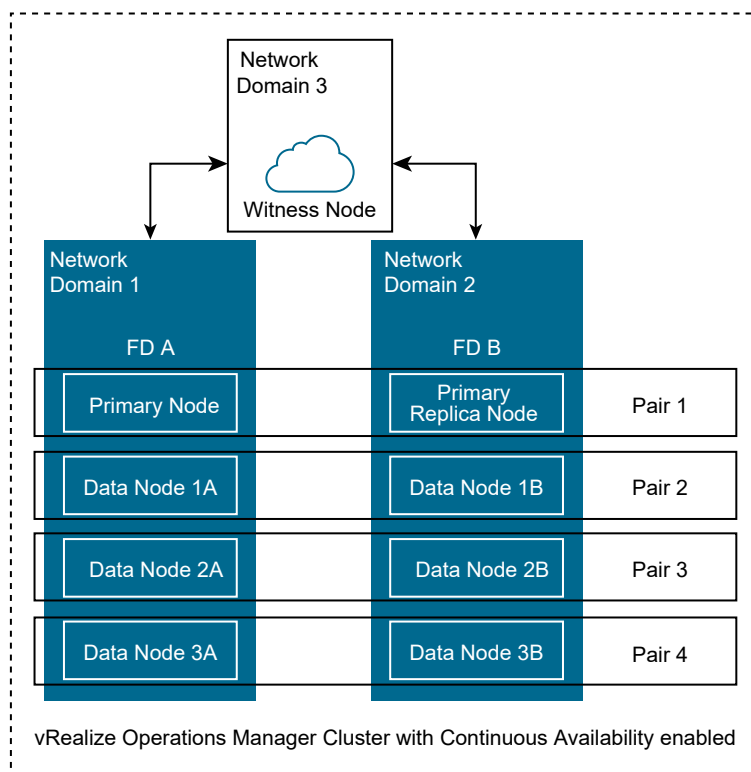 Network
Domain 3
Witness Node
Network
Domain 1
Network
Domain 2
FD A
FD B
Primary Node
Primary
Replica Node
Pair 1
Data Node 1A
Data Node 1B
Pair 2
Data Node 2A
Data Node 2B
Pair 3
Data Node 3A
Data Node 3B
Pair 4
vRealize Operations Manager Cluster with Continuous Availability enabled